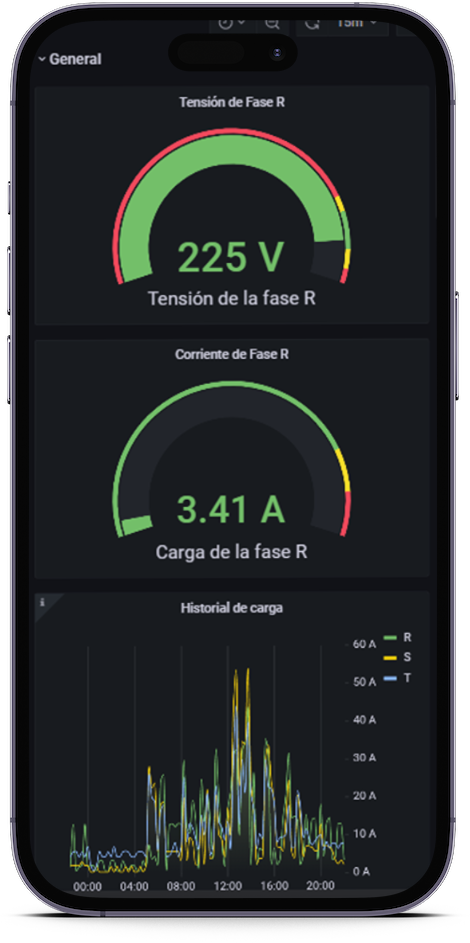 15m
General
Tensión de Fase R
225 V
Tensión de la fase R
Corriente de Fase R
3.41 A
Carga de la fase R
i
Historial de carga
60 A
R
S
50 A
T
40 A
30 A
20 A
10 A
0 A
00:00 04:00 08:00 12:00 16:00 20:00